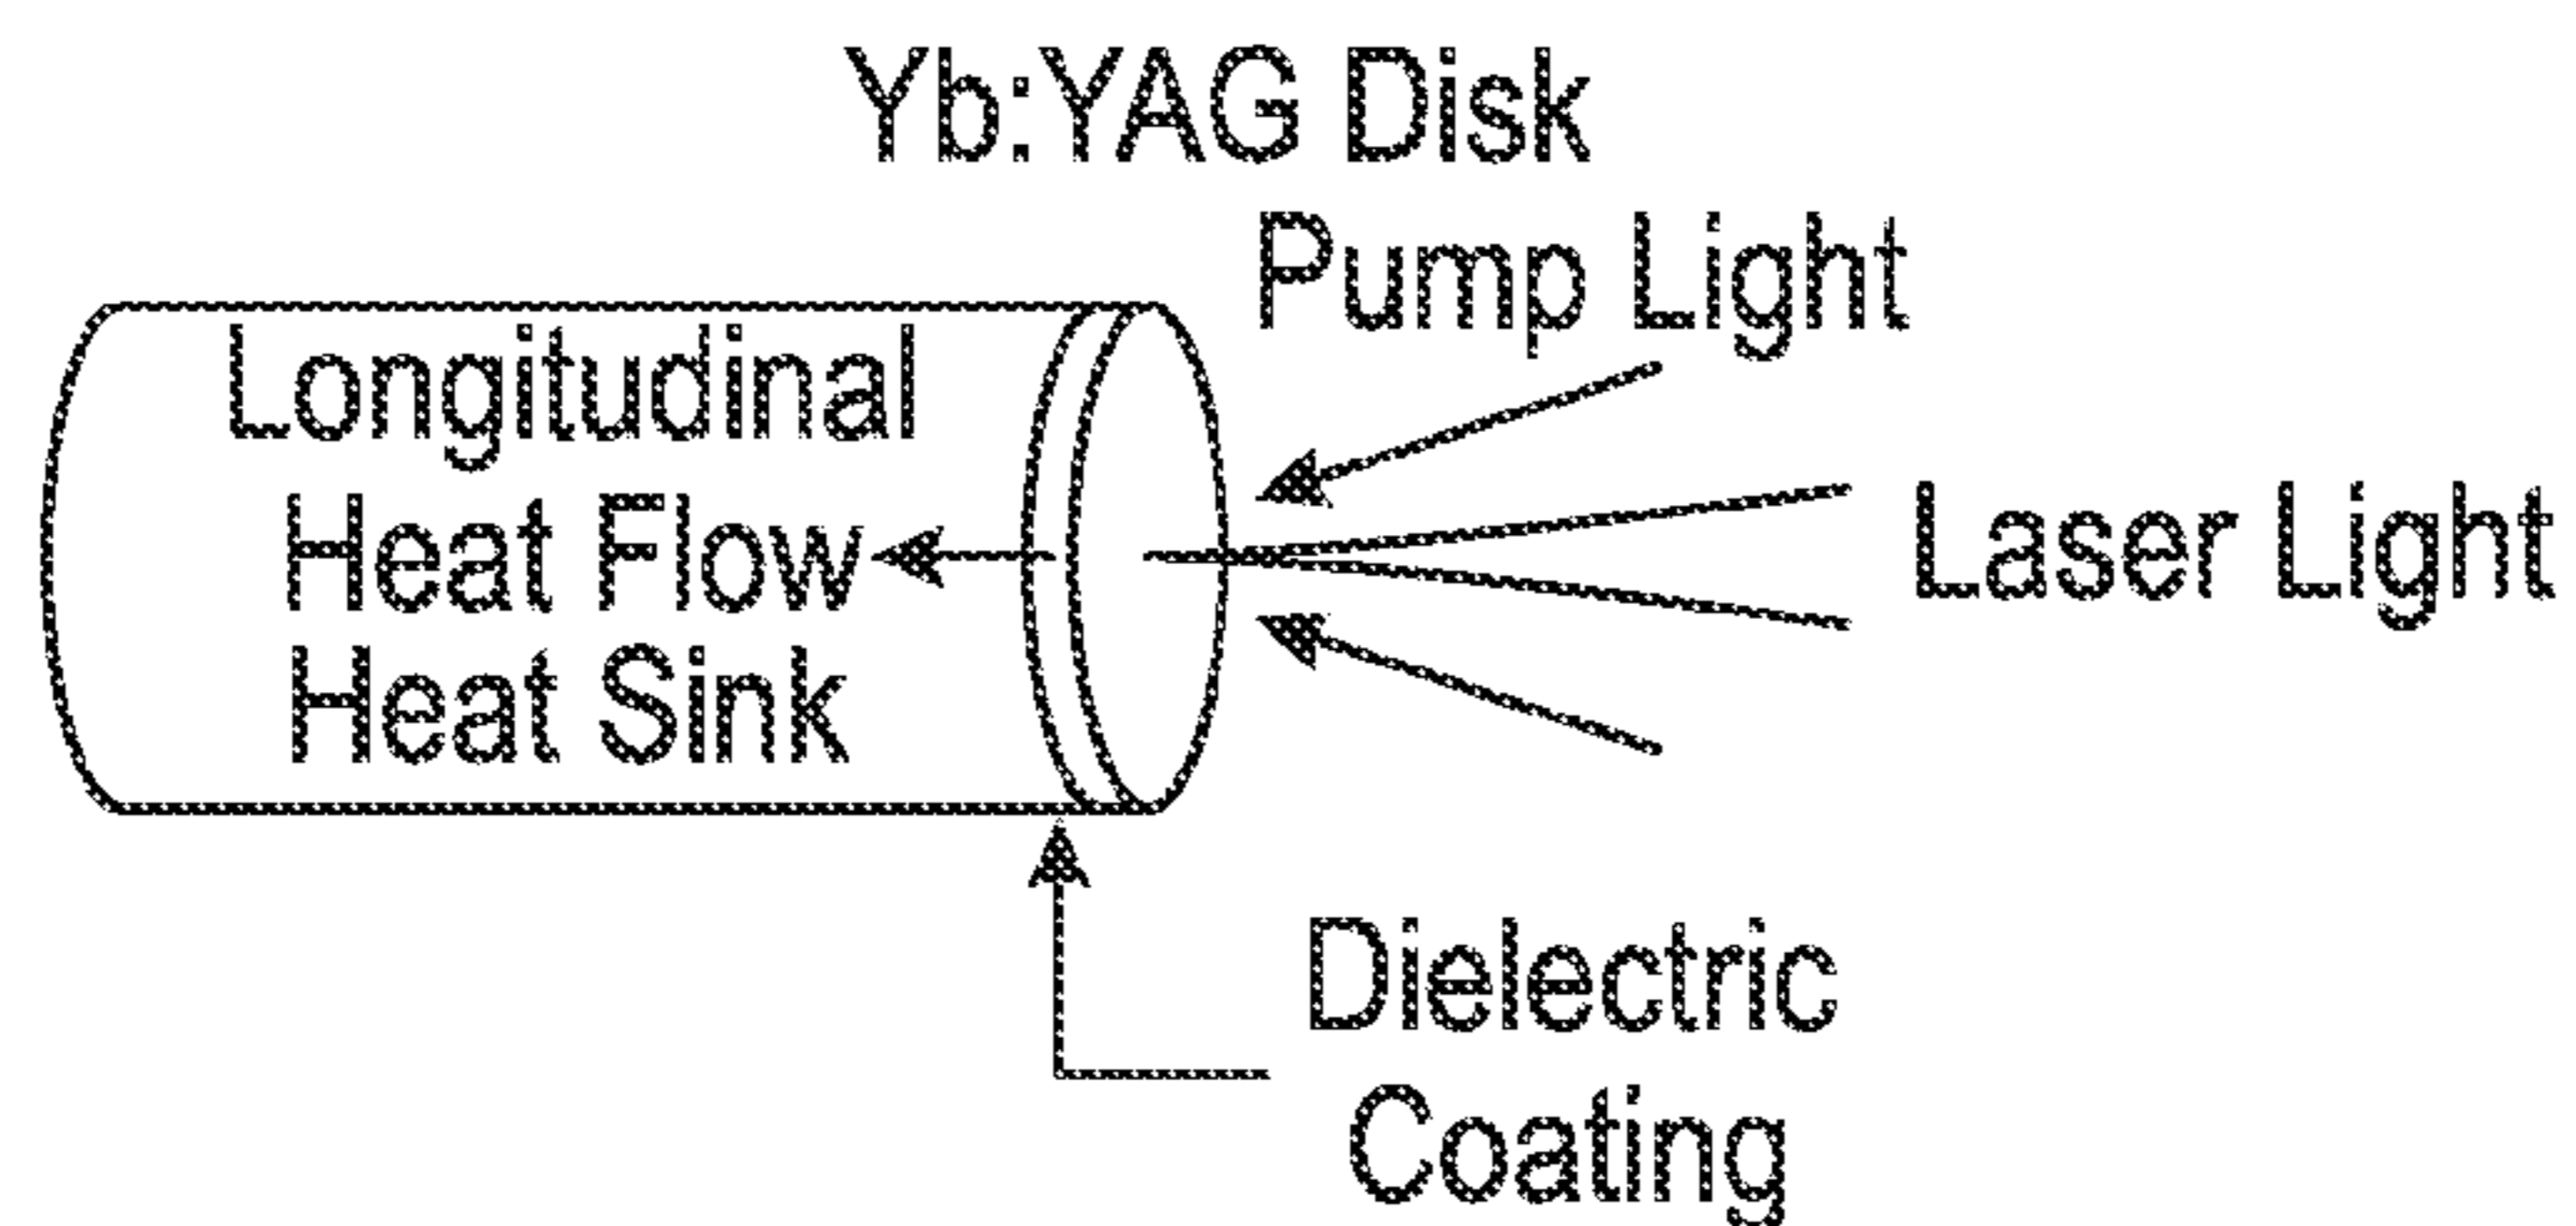 Yb:YAG Disk
Pump Light
Longitudinal
Heat Flow
Heat Sink
Laser Light
Dielectric
Coating